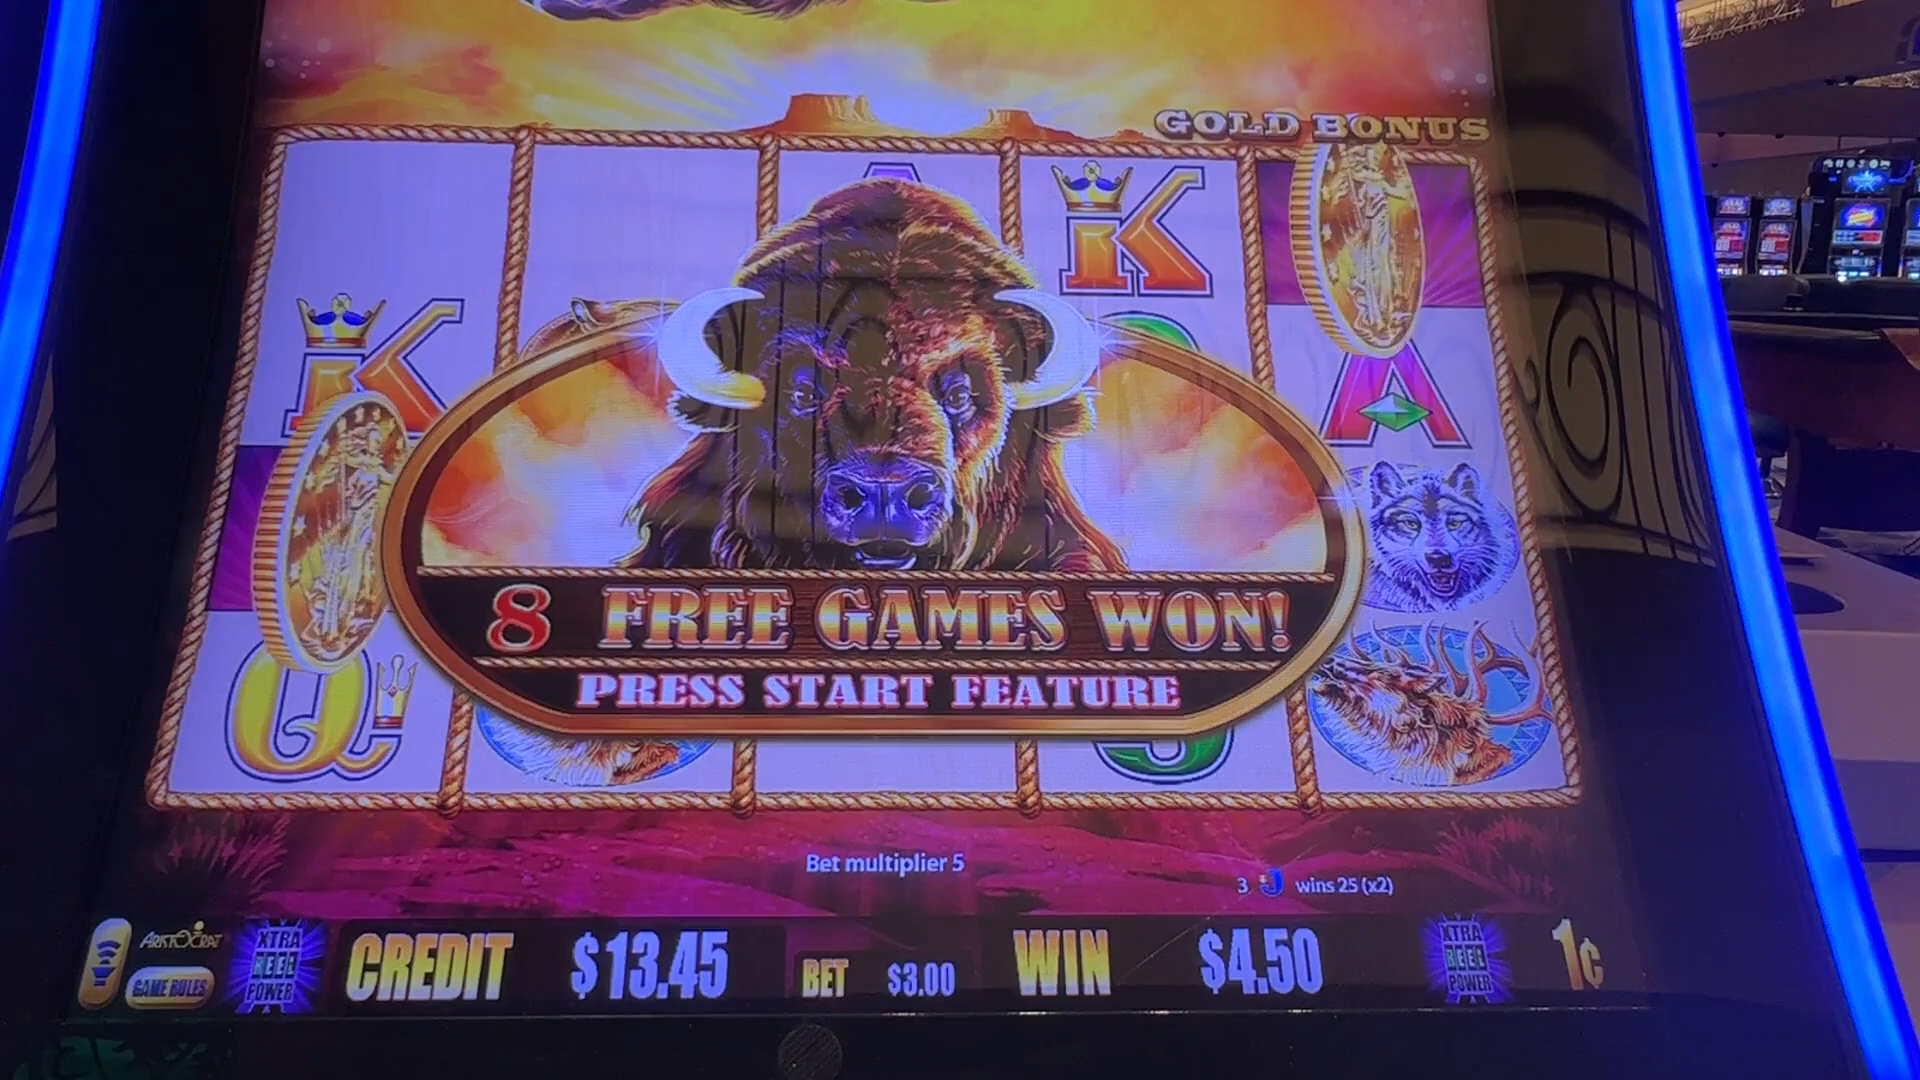 GOLD BONUS
K
K
A
Q
8 FREE GAMES WON!
PRESS START FEATURE
Bet multiplier 5
3 J wins 25 (x2)
ARISTOCRAT
GAME RULES
XTRA
REEL
POWER
CREDIT $13.45
BET $3.00
WIN $4.50
XTRA
REEL
POWER
1¢